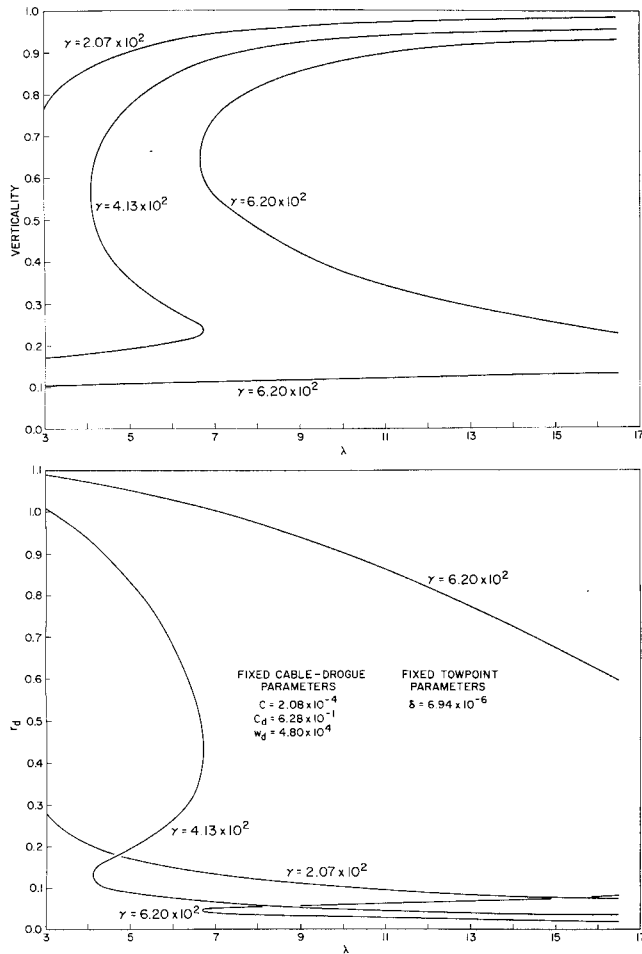 1.0
0.9
0.8
0.7
0.6
0.5
0.4
0.3
0.2
0.1
0.0
VERTICALITY
γ = 2.07 x 10²
γ = 4.13 x 10²
γ = 6.20 x 10²
γ = 6.20 x 10²
3 5 7 9 11 13 15 17
λ
1.1
1.0
0.9
0.8
0.7
0.6
0.5
0.4
0.3
0.2
0.1
0.0
r_d
γ = 6.20 x 10²
FIXED CABLE-DROGUE
PARAMETERS
C = 2.08 x 10⁻⁴
C_d = 6.28 x 10⁻¹
w_d = 4.80 x 10⁴
FIXED TOWPOINT
PARAMETERS
δ = 6.94 x 10⁻⁶
γ = 4.13 x 10²
γ = 2.07 x 10²
γ = 6.20 x 10²
3 5 7 9 11 13 15 17
λ